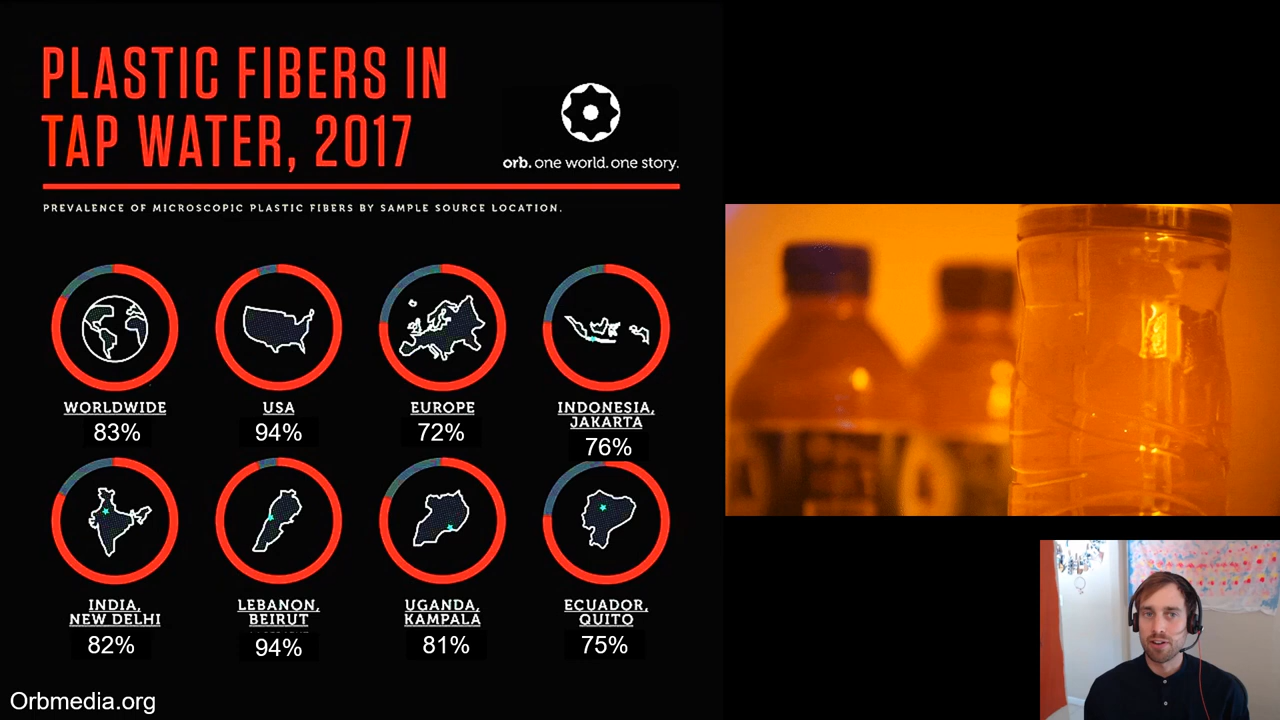 PLASTIC FIBERS IN
TAP WATER, 2017
orb. one world. one story.
PREVALENCE OF MICROSCOPIC PLASTIC FIBERS BY SAMPLE SOURCE LOCATION.
WORLDWIDE
83%
USA
94%
EUROPE
72%
INDONESIA,
JAKARTA
76%
INDIA,
NEW DELHI
82%
LEBANON,
BEIRUT
94%
UGANDA,
KAMPALA
81%
ECUADOR,
QUITO
75%
Orbmedia.org